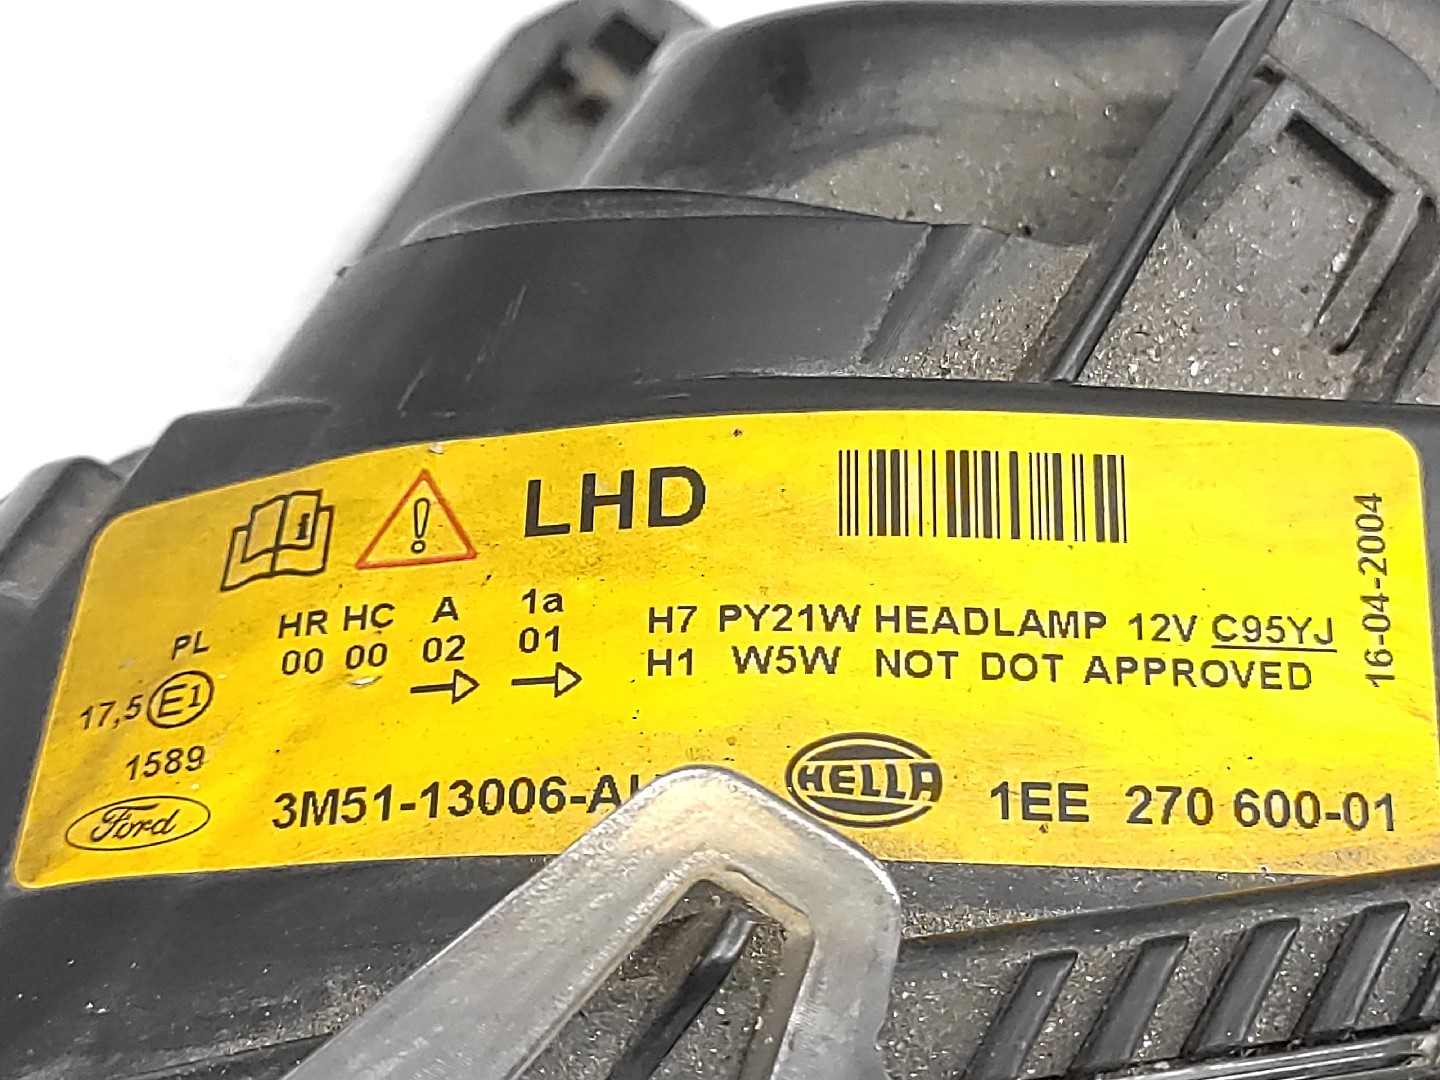 LHD
16-04-2004
PL HR HC A 1a
00 00 02 01
H7 PY21W HEADLAMP 12V C95YJ
H1 W5W NOT DOT APPROVED
17,5 E1
1589
Ford 3M51-13006- HELLA 1EE 270 600-01